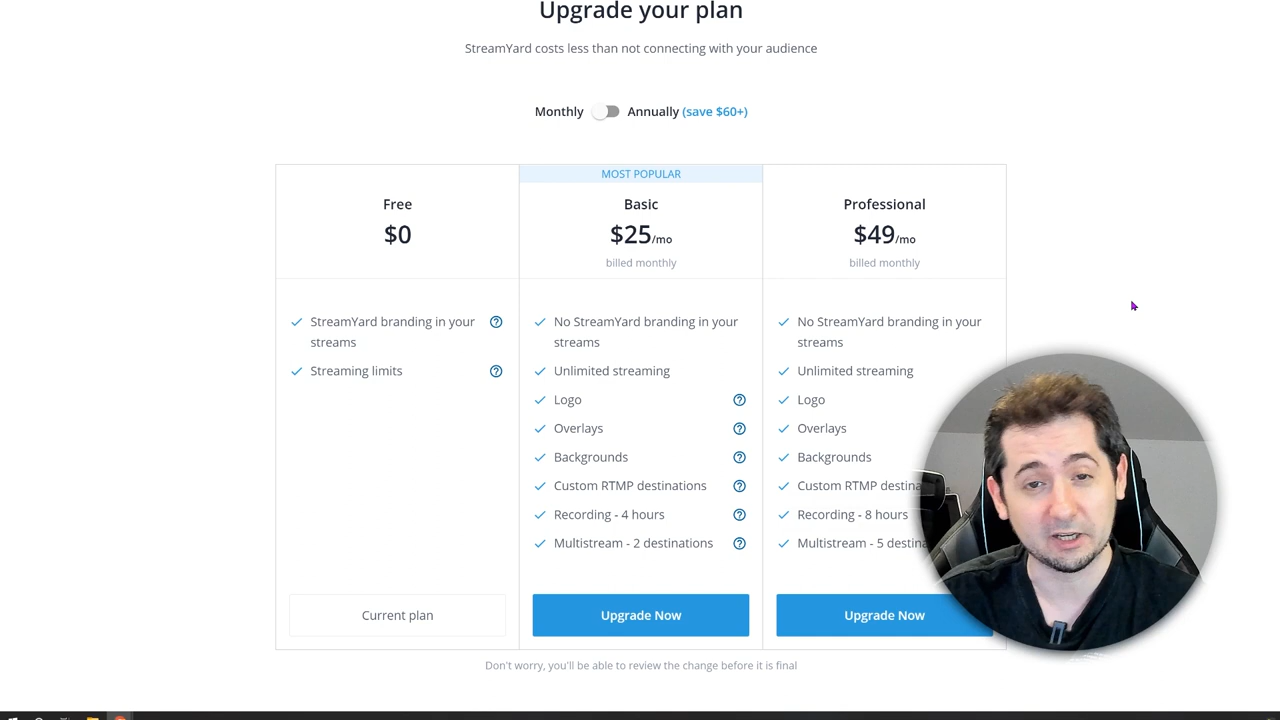 Upgrade your plan
StreamYard costs less than not connecting with your audience
Monthly Annually (save $60+)
MOST POPULAR
Free
$0
StreamYard branding in your
streams
Streaming limits
Current plan
Basic
$25/mo
billed monthly
No StreamYard branding in your
streams
Unlimited streaming
Logo
Overlays
Backgrounds
Custom RTMP destinations
Recording - 4 hours
Multistream - 2 destinations
Upgrade Now
Professional
$49/mo
billed monthly
No StreamYard branding in your
streams
Unlimited streaming
Logo
Overlays
Backgrounds
Custom RTMP
Recording - 8 hours
Multistream - 5
Upgrade Now
Don't worry, you'll be able to review the change before it is final